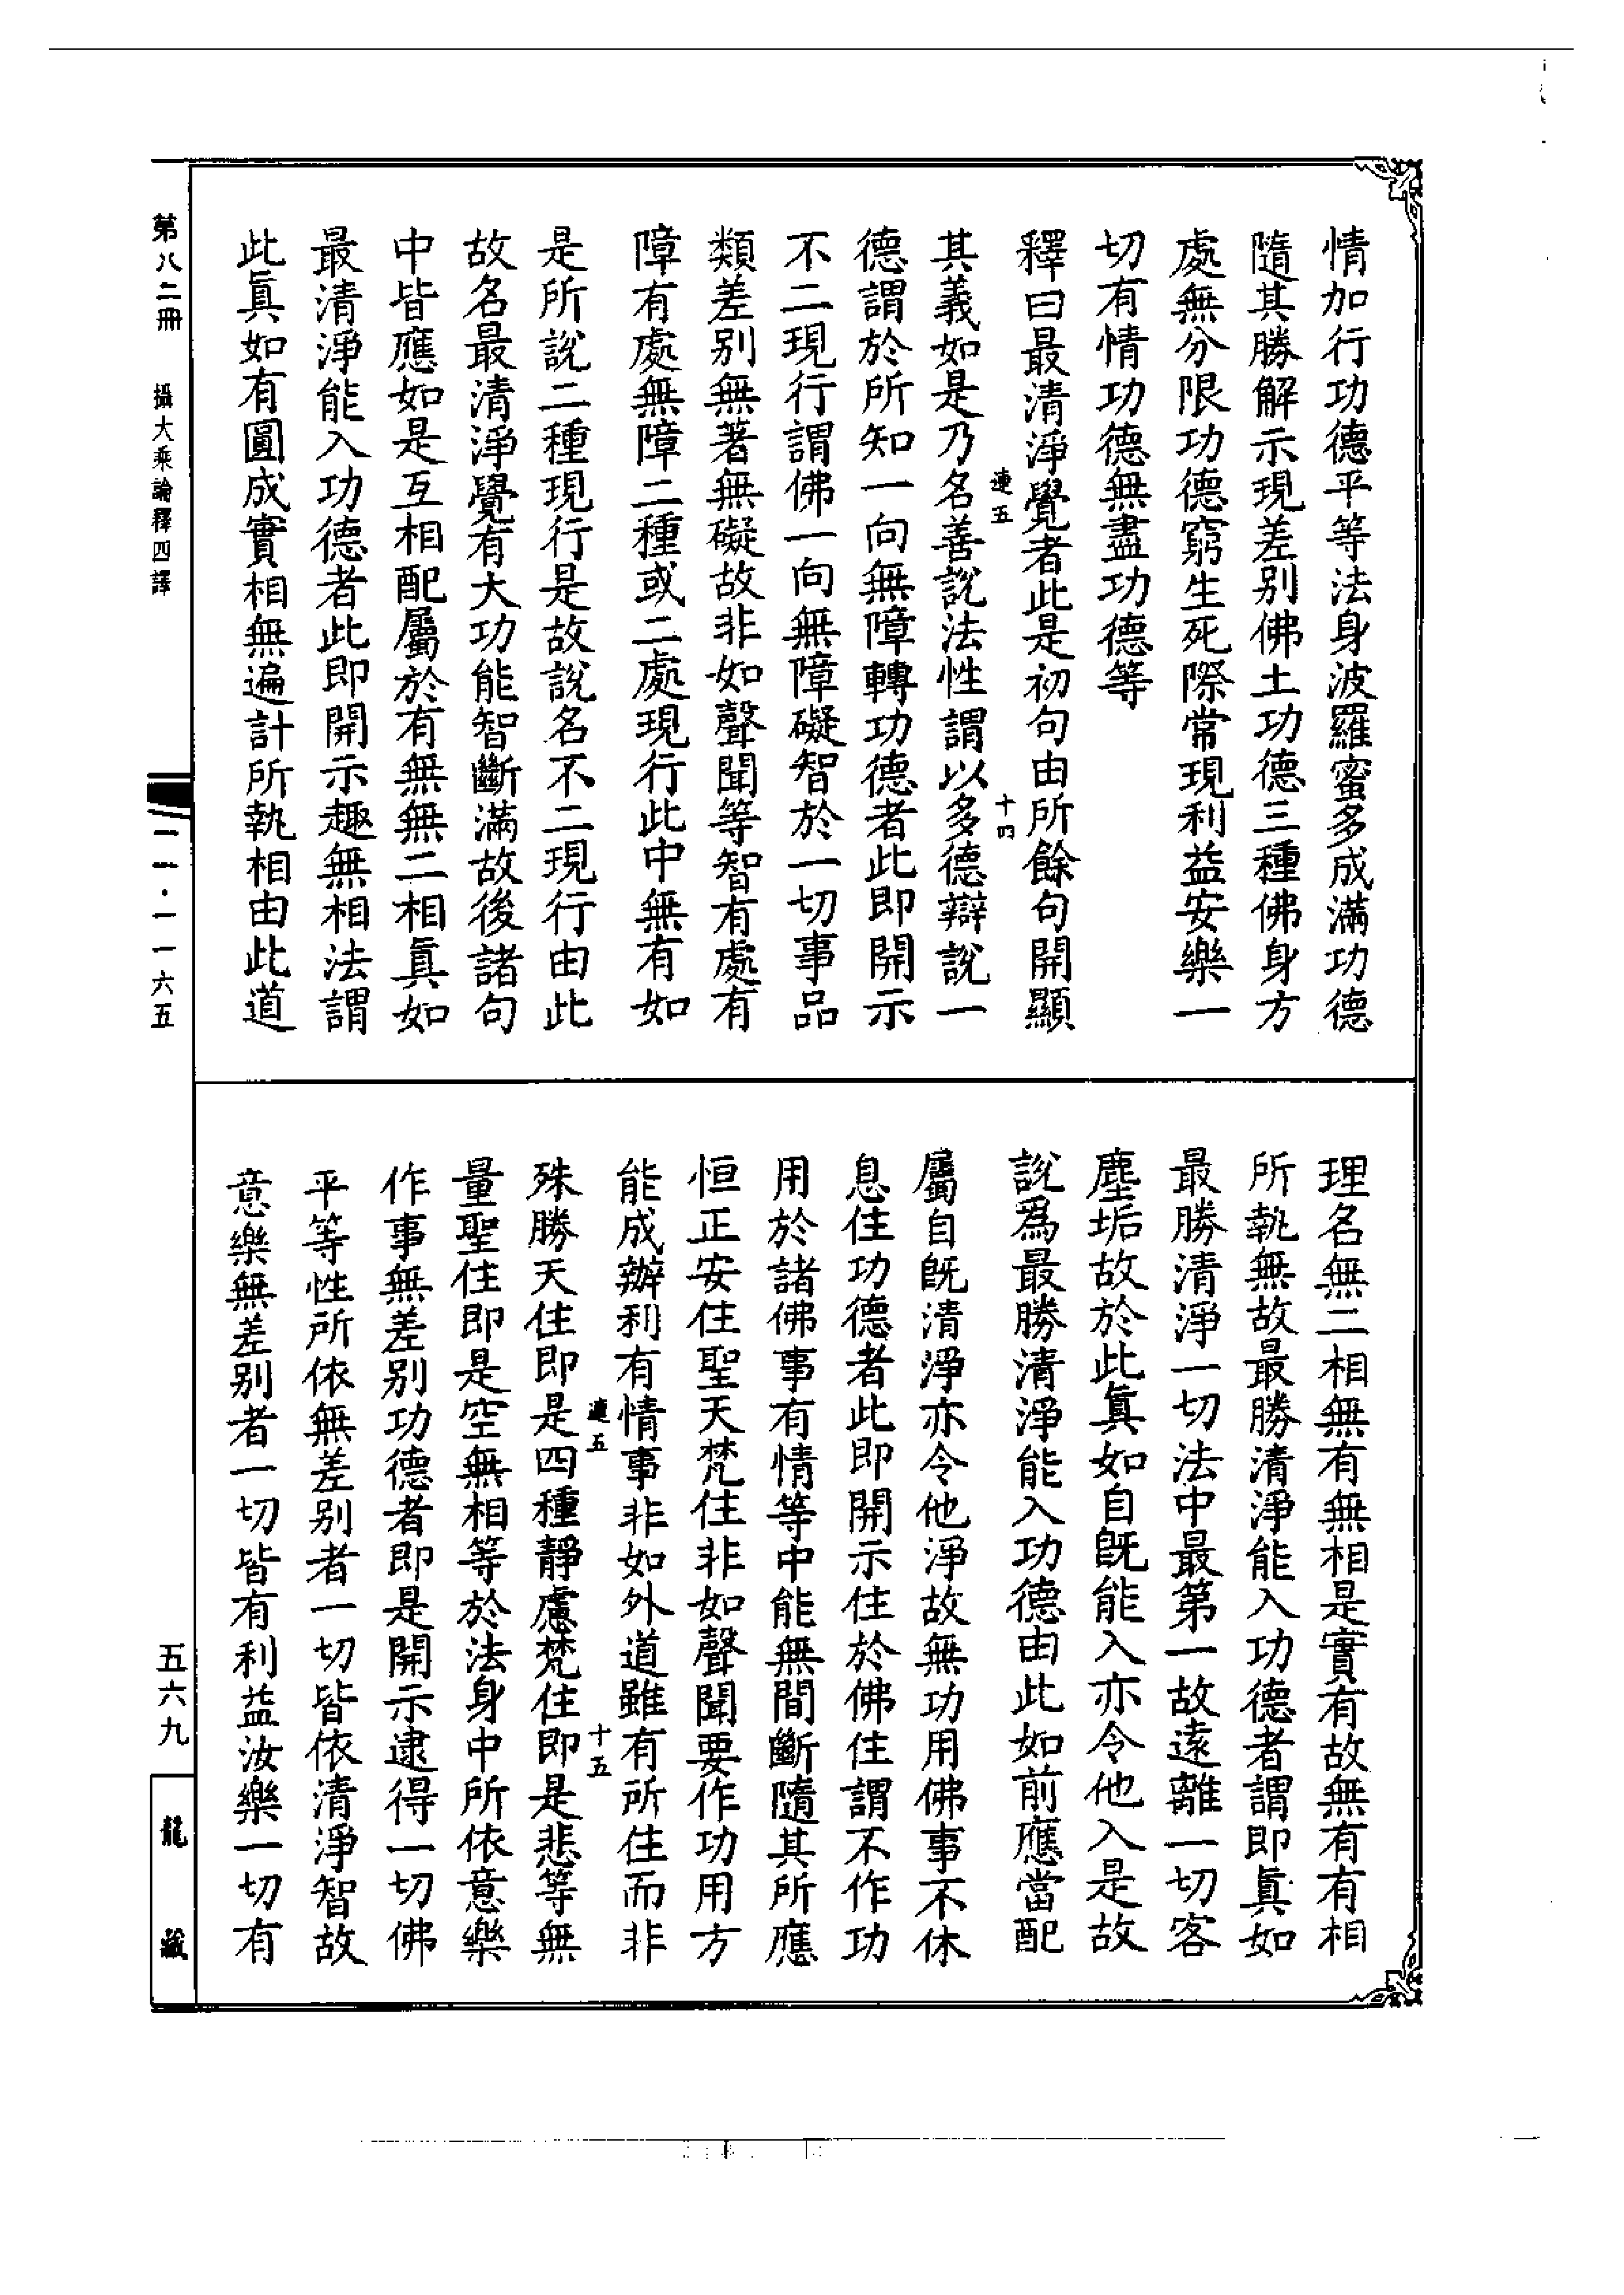 情加行功德平等法身波羅蜜多成滿功德
隨其勝解示現差別佛土功德三種佛身方
處無分限功德窮生死際常現利益安樂一
切有情功德無盡功德等
釋曰最清淨覺者此是初句由所餘句開顯
連五
十四
其義如是乃名善說法性謂以多德辯說一
德謂於所知一向無障轉功德者此即開示
不二現行謂佛一向無障礙智於一切事品
類差別無著無礙故非如聲聞等智有處有
障有處無障二種或二處現行此中無有如
是所說二種現行是故說名不二現行由此
故名最清淨覺有大功能智斷滿故後諸句
中皆應如是互相配屬於有無無二相真如
最清淨能入功德者此即開示趣無相法謂
此真如有圓成實相無遍計所執相由此道
理名無二相無有無相是實有故無有有相
所執無故最勝清淨能入功德者謂即真如
最勝清淨一切法中最第一故遠離一切客
塵垢故於此真如自既能入亦令他入是故
說為最勝清淨能入功德由此如前應當配
屬自既清淨亦令他淨故無功用佛事不休
息住功德者此即開示住於佛住謂不作功
用於諸佛事有情等中能無間斷隨其所應
恒正安住聖天梵住非如聲聞要作功用方
能成辦利有情事非如外道雖有所住而非
連五
十五
殊勝天住即是四種靜慮梵住即是悲等無
量聖住即是空無相等於法身中所依意樂
作事無差別功德者即是開示逮得一切佛
平等性所依無差別者一切皆依清淨智故
意樂無差別者一切皆有利益汝樂一切有
第八二冊
攝大乘論釋四譯
一一・一一六五
五六九
龍藏